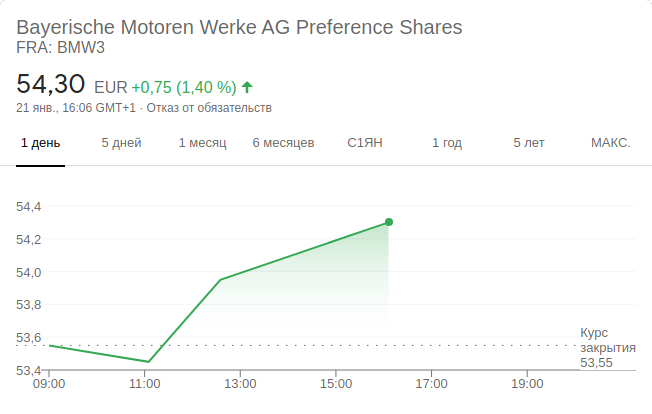 Bayerische Motoren Werke AG Preference Shares
FRA: BMW3
54,30 EUR +0,75 (1,40 %)
21 янв., 16:06 GMT+1 · Отказ от обязательств
1 день 5 дней 1 месяц 6 месяцев С1ЯН 1 год 5 лет МАКС.
54,4
54,2
54,0
53,8
53,6
53,4
Курс
закрытия
53,55
09:00 11:00 13:00 15:00 17:00 19:00